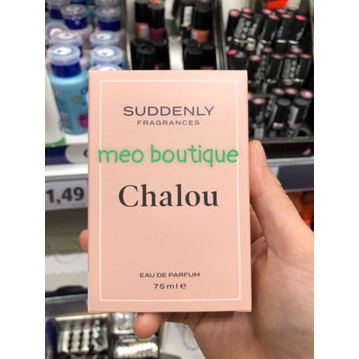 SUDDENLY
FRAGRANCES
meo boutique
Chalou
1,49
EAU DE PARFUM
75ml e